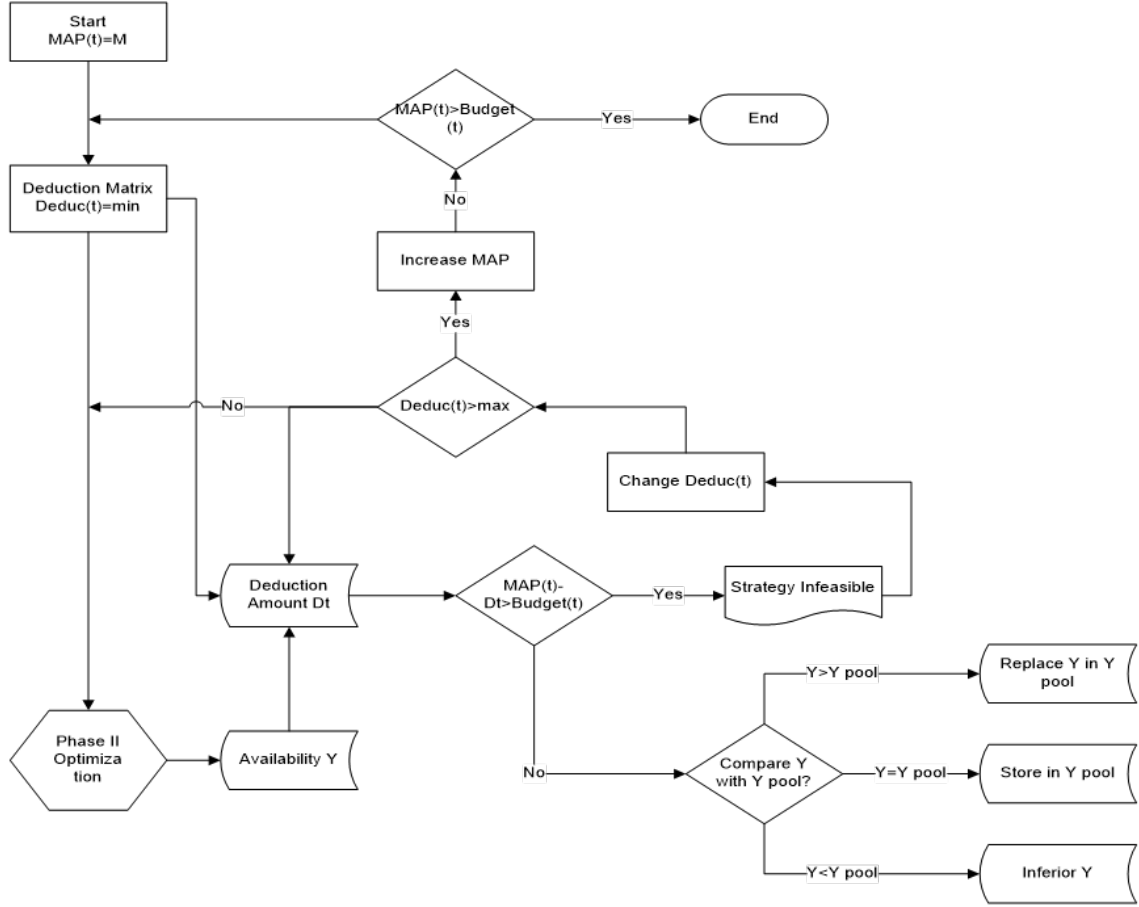 Start
MAP(t)=M
MAP(t)>Budget
(t)
Yes
End
Deduction Matrix
Deduc(t)=min
No
Increase MAP
Yes
Deduc(t)>max
No
Change Deduc(t)
Deduction
Amount Dt
MAP(t)-
Dt>Budget(t)
Yes
Strategy Infeasible
Y>Y pool
Replace Y in Y
pool
Phase II
Optimiza
tion
Availability Y
No
Compare Y
with Y pool?
Y=Y pool
Store in Y pool
Y<Y pool
Inferior Y